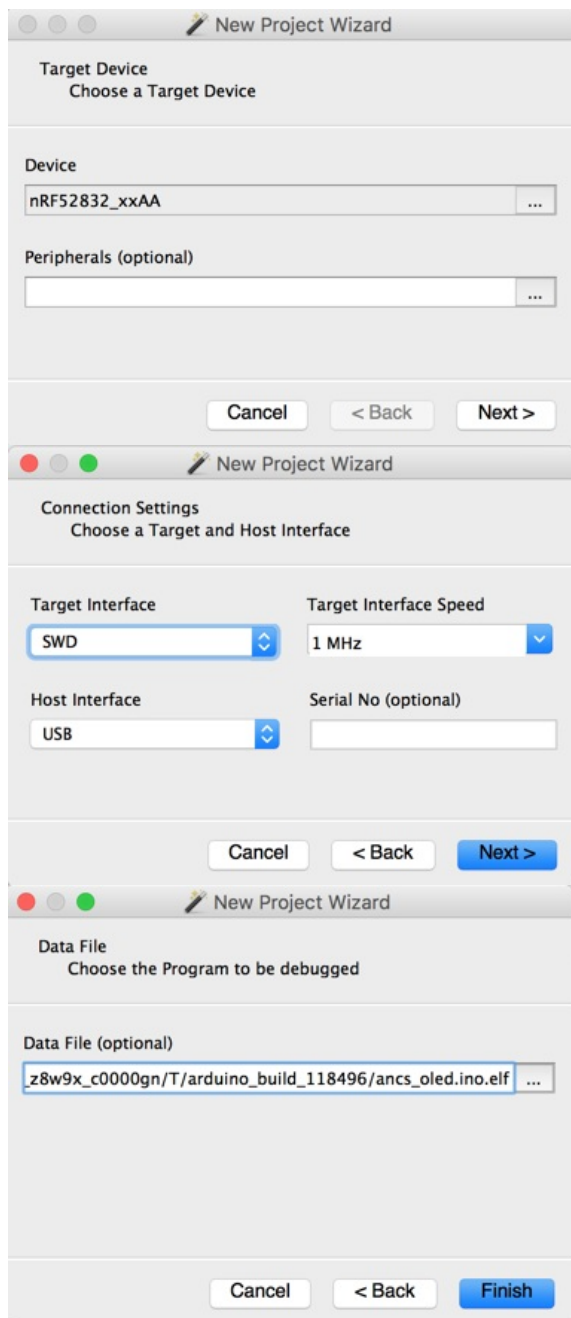 New Project Wizard
Target Device
Choose a Target Device
Device
nRF52832_xxAA
...
Peripherals (optional)
...
Cancel < Back Next >
New Project Wizard
Connection Settings
Choose a Target and Host Interface
Target Interface Target Interface Speed
SWD 1 MHz
Host Interface Serial No (optional)
USB
Cancel < Back Next >
New Project Wizard
Data File
Choose the Program to be debugged
Data File (optional)
_z8w9x_c0000gn/T/arduino_build_118496/ancs_oled.ino.elf ...
Cancel < Back Finish